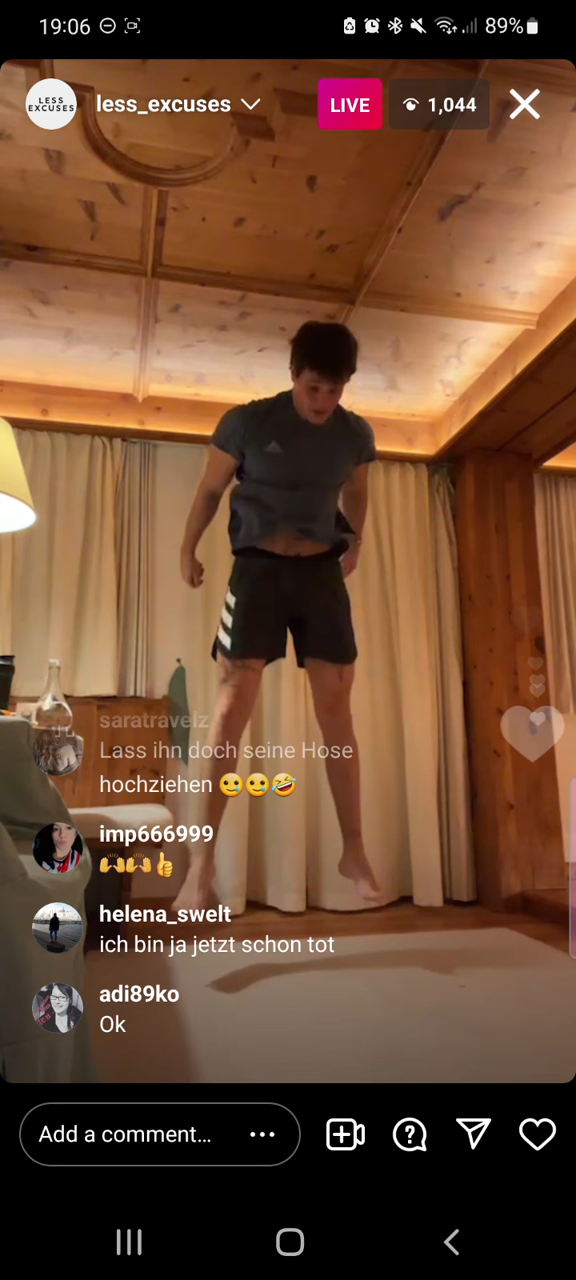 19:06
89%
LESS
EXCUSES
less_excuses
LIVE
1,044
saratravelz
Lass ihn doch seine Hose
hochziehen 🥲🥲🤣
imp666999
🙌🙌👍
helena_swelt
ich bin ja jetzt schon tot
adi89ko
Ok
Add a comment...